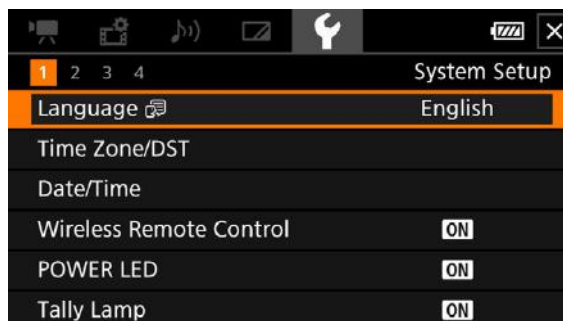 1 2 3 4 System Setup
Language English
Time Zone/DST
Date/Time
Wireless Remote Control ON
POWER LED ON
Tally Lamp ON